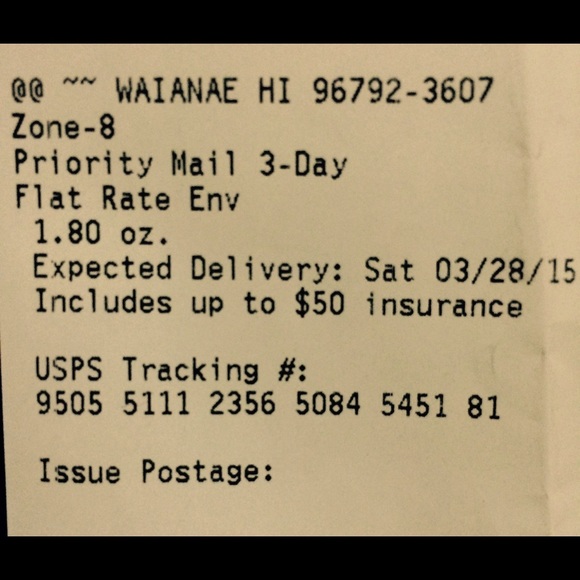 @@ ~~ WAIANAE HI 96792-3607
Zone-8
Priority Mail 3-Day
Flat Rate Env
1.80 oz.
Expected Delivery: Sat 03/28/15
Includes up to $50 insurance
USPS Tracking #:
9505 5111 2356 5084 5451 81
Issue Postage: